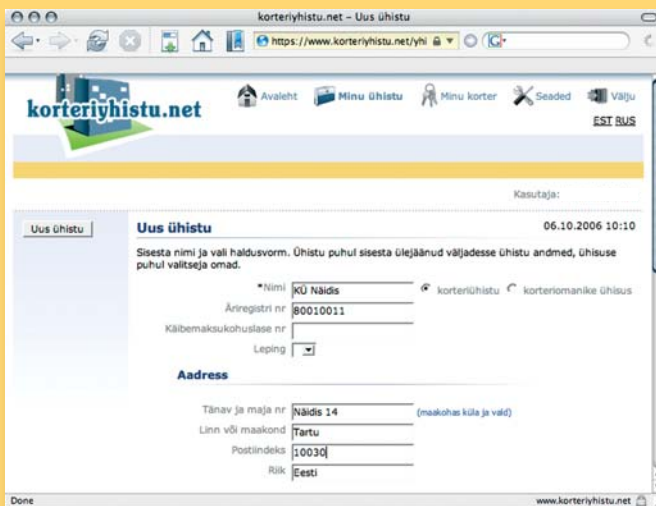 korteriyhistu.net – Uus ühistu
https://www.korteriyhistu.net/yhi
korteriyhistu.net
Avaleht Minu ühistu Minu korter Seaded Välju
EST RUS
Kasutaja:
Uus ühistu
Uus ühistu 06.10.2006 10:10
Sisesta nimi ja vali haldusvorm. Ühistu puhul sisesta ülejäänud väljadesse ühistu andmed, ühisuse
puhul valitseja omad.
*Nimi KÜ Näidis korteriühistu korteriomanike ühisus
Äriregistri nr 80010011
Käibemaksukohuslase nr
Leping
Aadress
Tänav ja maja nr Näidis 14 (maakohas küla ja vald)
Linn või maakond Tartu
Postiindeks 10030
Riik Eesti
Done www.korteriyhistu.net